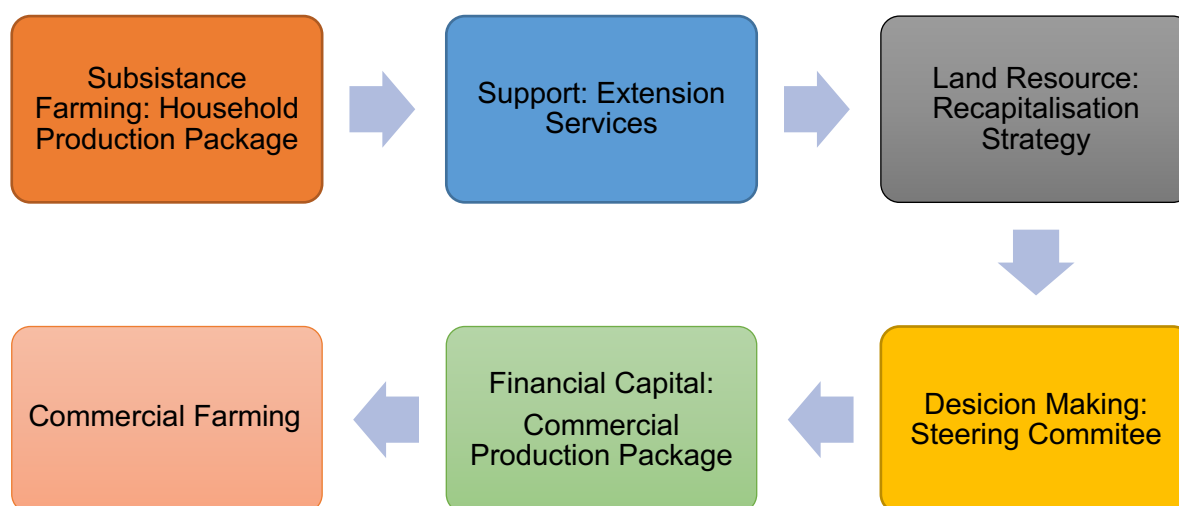 Subsistance
Farming: Household
Production Package
Support: Extension
Services
Land Resource:
Recapitalisation
Strategy
Desicion Making:
Steering Commitee
Financial Capital:
Commercial
Production Package
Commercial Farming